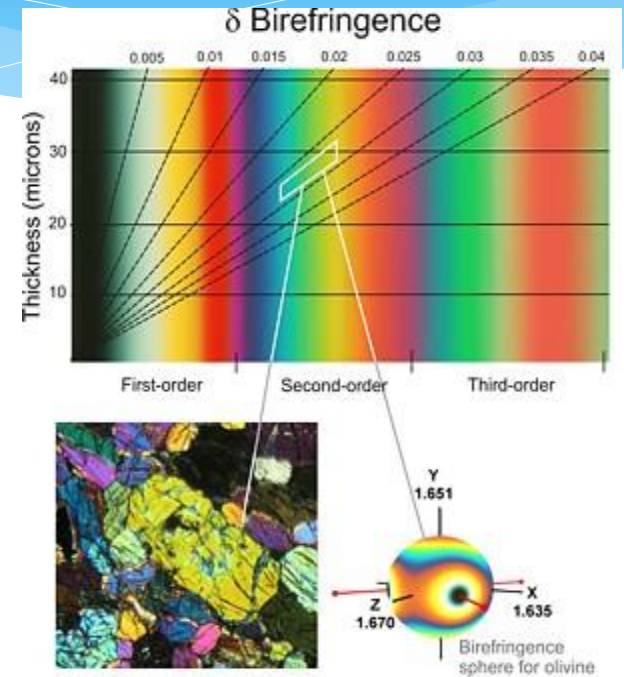 δ Birefringence
0.005 0.01 0.015 0.02 0.025 0.03 0.035 0.04
Thickness (microns)
40
30
20
10
First-order Second-order Third-order
Y
1.651
X
1.635
Z
1.670
Birefringence
sphere for olivine